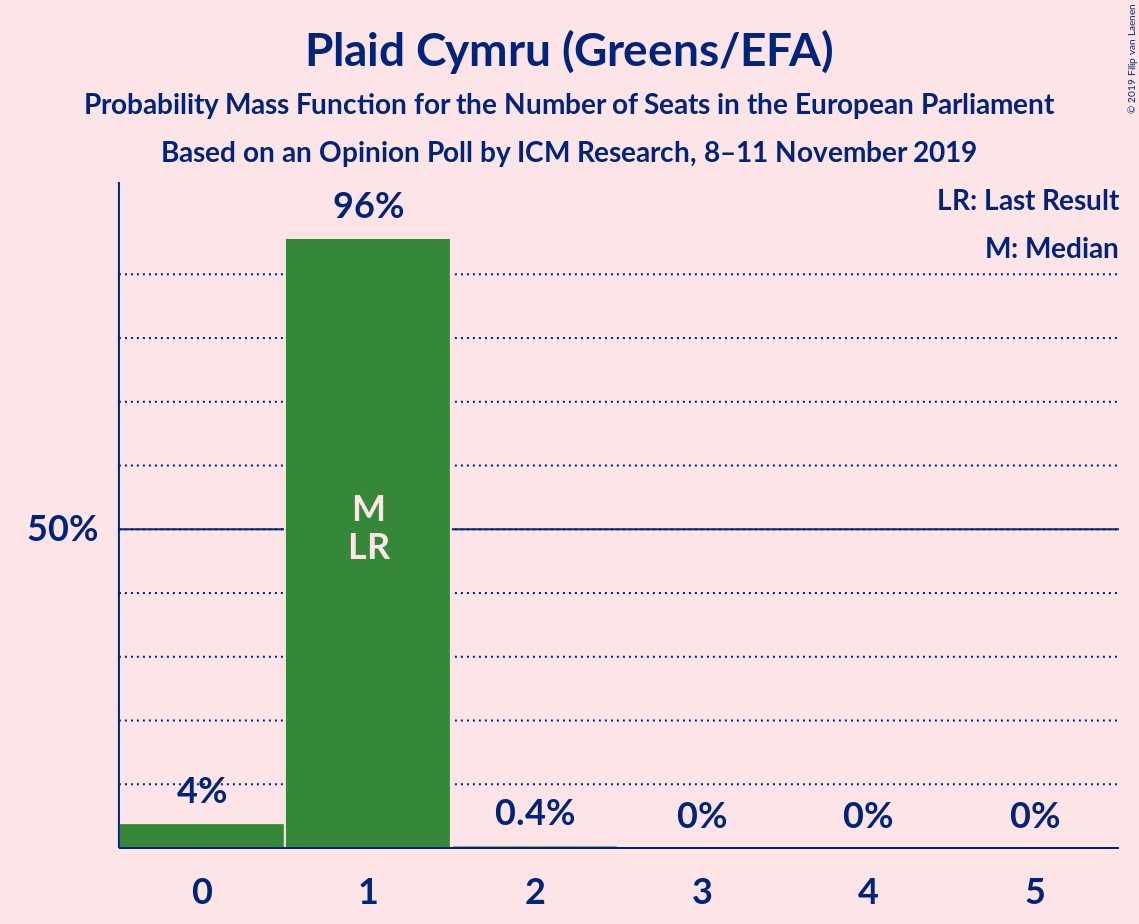 Plaid Cymru (Greens/EFA)
Probability Mass Function for the Number of Seats in the European Parliament
Based on an Opinion Poll by ICM Research, 8–11 November 2019
© 2019 Filip van Laenen
LR: Last Result
M: Median
96%
50%
M
LR
4%
0.4%
0%
0%
0%
0
1
2
3
4
5